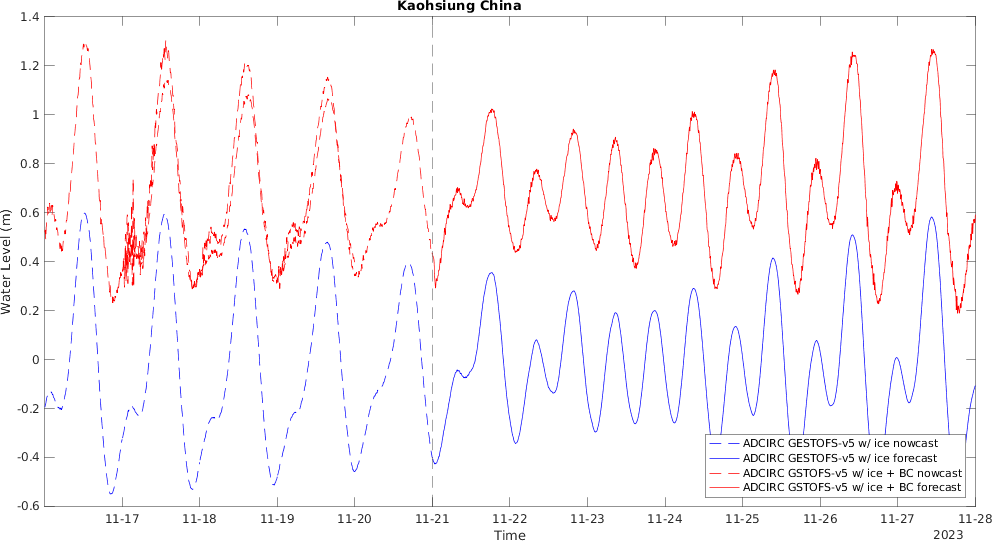 Kaohsiung China
1.4
1.2
1
0.8
0.6
0.4
0.2
0
-0.2
-0.4
-0.6
Water Level (m)
ADCIRC GESTOFS-v5 w/ ice nowcast
ADCIRC GESTOFS-v5 w/ ice forecast
ADCIRC GSTOFS-v5 w/ ice + BC nowcast
ADCIRC GSTOFS-v5 w/ ice + BC forecast
11-17 11-18 11-19 11-20 11-21 11-22 11-23 11-24 11-25 11-26 11-27 11-28
Time
2023